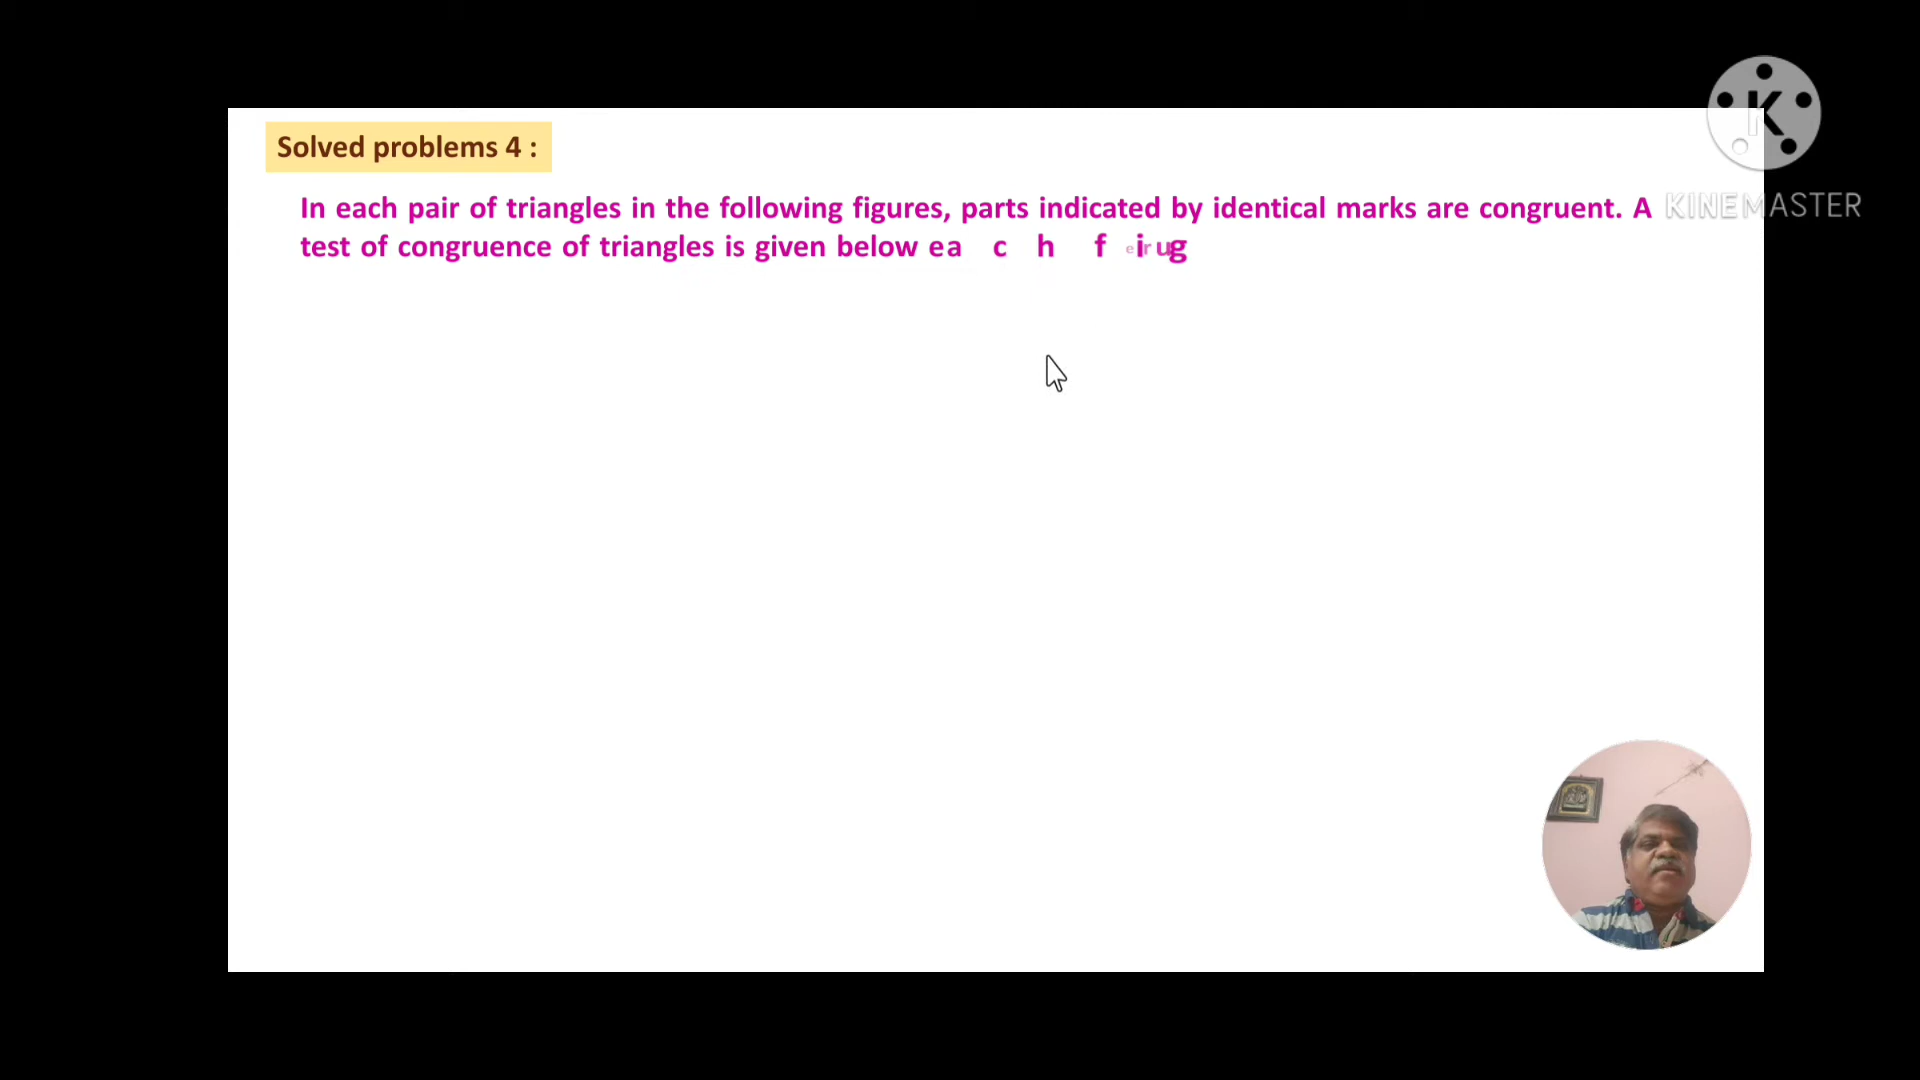 Solved problems 4 :
In each pair of triangles in the following figures, parts indicated by identical marks are congruent. A
test of congruence of triangles is given below each
K
KINEMASTER